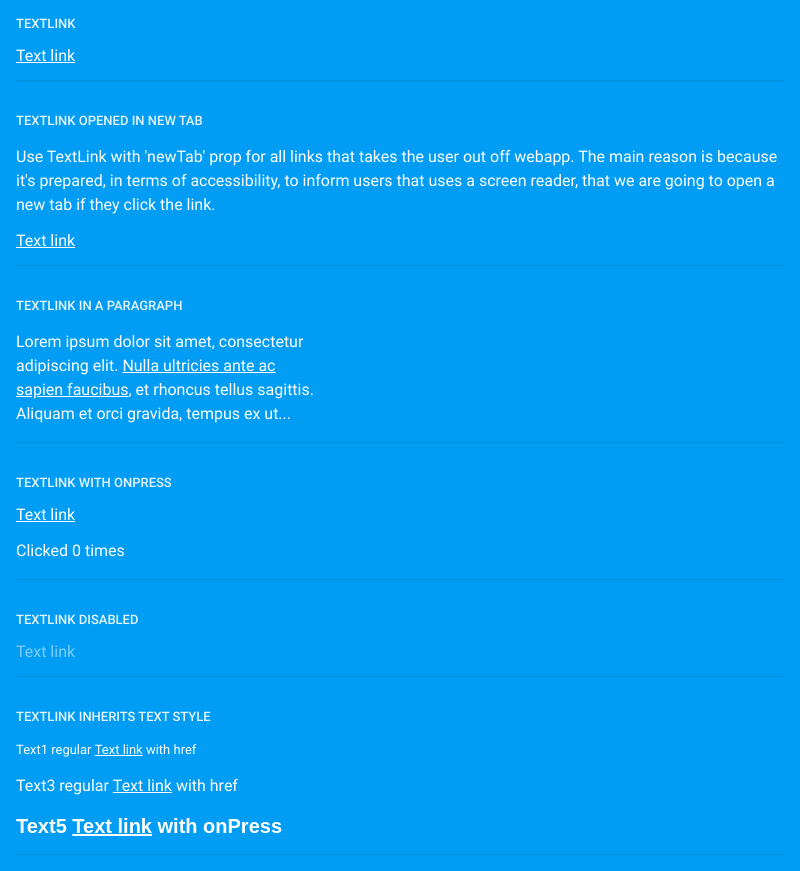 TEXTLINK
Text link
TEXTLINK OPENED IN NEW TAB
Use TextLink with 'newTab' prop for all links that takes the user out off webapp. The main reason is because
it's prepared, in terms of accessibility, to inform users that uses a screen reader, that we are going to open a
new tab if they click the link.
Text link
TEXTLINK IN A PARAGRAPH
Lorem ipsum dolor sit amet, consectetur
adipiscing elit. Nulla ultricies ante ac
sapien faucibus, et rhoncus tellus sagittis.
Aliquam et orci gravida, tempus ex ut...
TEXTLINK WITH ONPRESS
Text link
Clicked 0 times
TEXTLINK DISABLED
Text link
TEXTLINK INHERITS TEXT STYLE
Text1 regular Text link with href
Text3 regular Text link with href
Text5 Text link with onPress